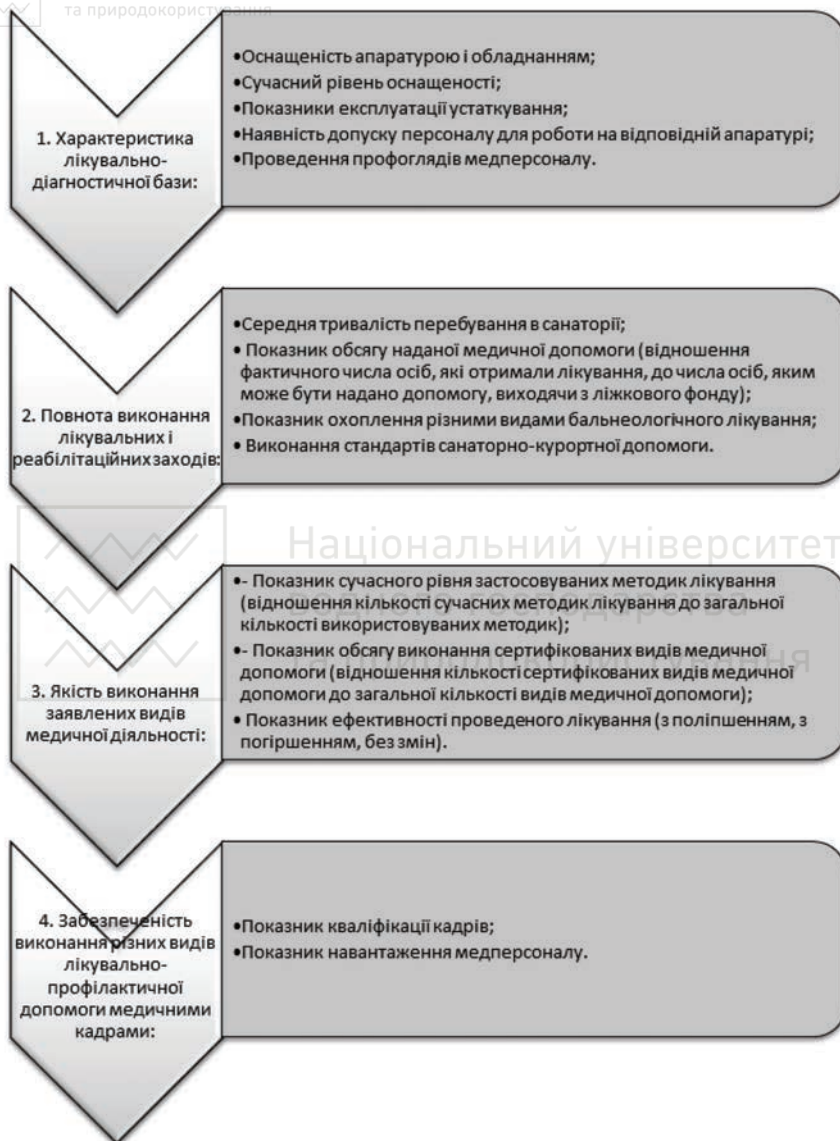 та природокористування
1. Характеристика
лікувально-
діагностичної бази:
•Оснащеність апаратурою і обладнанням;
•Сучасний рівень оснащеності;
•Показники експлуатації устаткування;
•Наявність допуску персоналу для роботи на відповідній апаратурі;
•Проведення профоглядів медперсоналу.
2. Повнота виконання
лікувальних і
реабілітаційних заходів:
•Середня тривалість перебування в санаторії;
• Показник обсягу наданої медичної допомоги (відношення
фактичного числа осіб, які отримали лікування, до числа осіб, яким
може бути надано допомогу, виходячи з ліжкового фонду);
•Показник охоплення різними видами бальнеологічного лікування;
• Виконання стандартів санаторно-курортної допомоги.
Національний університет
водного господарства
та природокористування
3. Якість виконання
заявлених видів
медичної діяльності:
•- Показник сучасного рівня застосовуваних методик лікування
(відношення кількості сучасних методик лікування до загальної
кількості використовуваних методик);
•- Показник обсягу виконання сертифікованих видів медичної
допомоги (відношення кількості сертифікованих видів медичної
допомоги до загальної кількості видів медичної допомоги);
• Показник ефективності проведеного лікування (з поліпшенням, з
погіршенням, без змін).
4. Забезпеченість
виконання різних видів
лікувально-
профілактичної
допомоги медичними
кадрами:
•Показник кваліфікації кадрів;
•Показник навантаження медперсоналу.